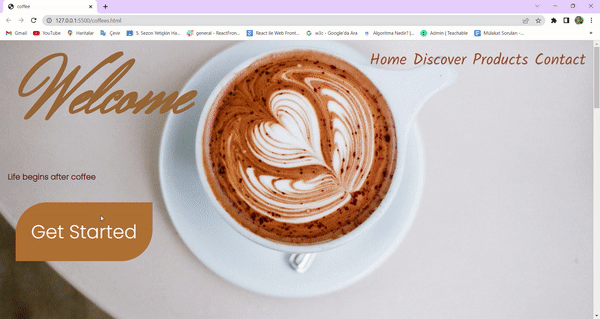 coffee
127.0.0.1:5500/coffees.html
Gmail YouTube Haritalar Çevir 5. Sezon Yetişkin Ha... general - ReactFron... React ile Web Front... w3c - Google'da Ara Algoritma Nedir? |... Admin | Teachable Mülakat Soruları -...
Welcome
Home Discover Products Contact
Life begins after coffee
Get Started